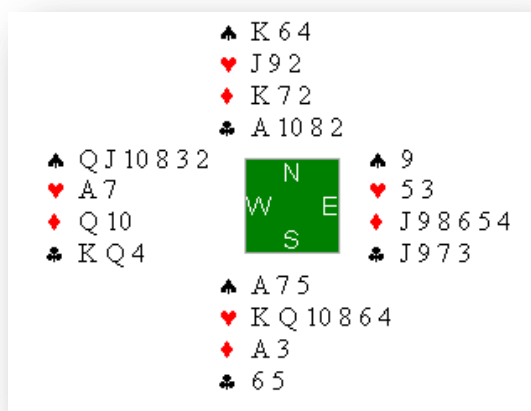 ♠ K 6 4
♥ J 9 2
♦ K 7 2
♣ A 10 8 2
♠ Q J 10 8 3 2
♥ A 7
♦ Q 10
♣ K Q 4
N
W E
S
♠ 9
♥ 5 3
♦ J 9 8 6 5 4
♣ J 9 7 3
♠ A 7 5
♥ K Q 10 8 6 4
♦ A 3
♣ 6 5